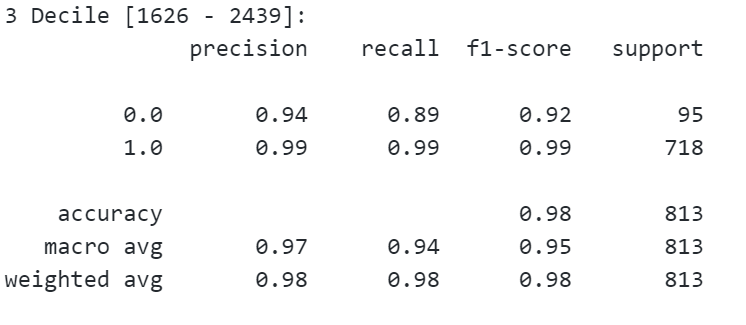 3 Decile [1626 - 2439]:
precision recall f1-score support
0.0 0.94 0.89 0.92 95
1.0 0.99 0.99 0.99 718
accuracy 0.98 813
macro avg 0.97 0.94 0.95 813
weighted avg 0.98 0.98 0.98 813